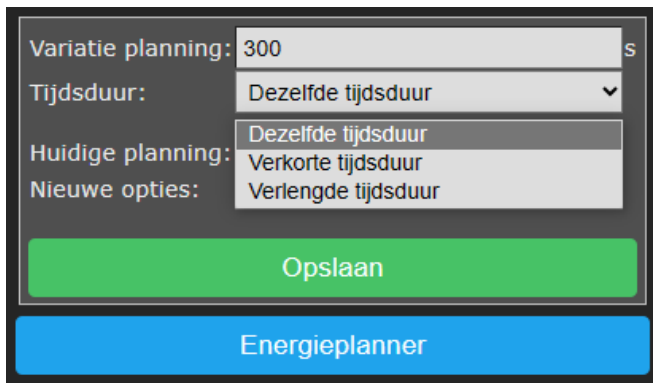 Variatie planning: 300 s
Tijdsduur: Dezelfde tijdsduur
Dezelfde tijdsduur
Huidige planning:
Verkorte tijdsduur
Nieuwe opties:
Verlengde tijdsduur
Opslaan
Energieplanner